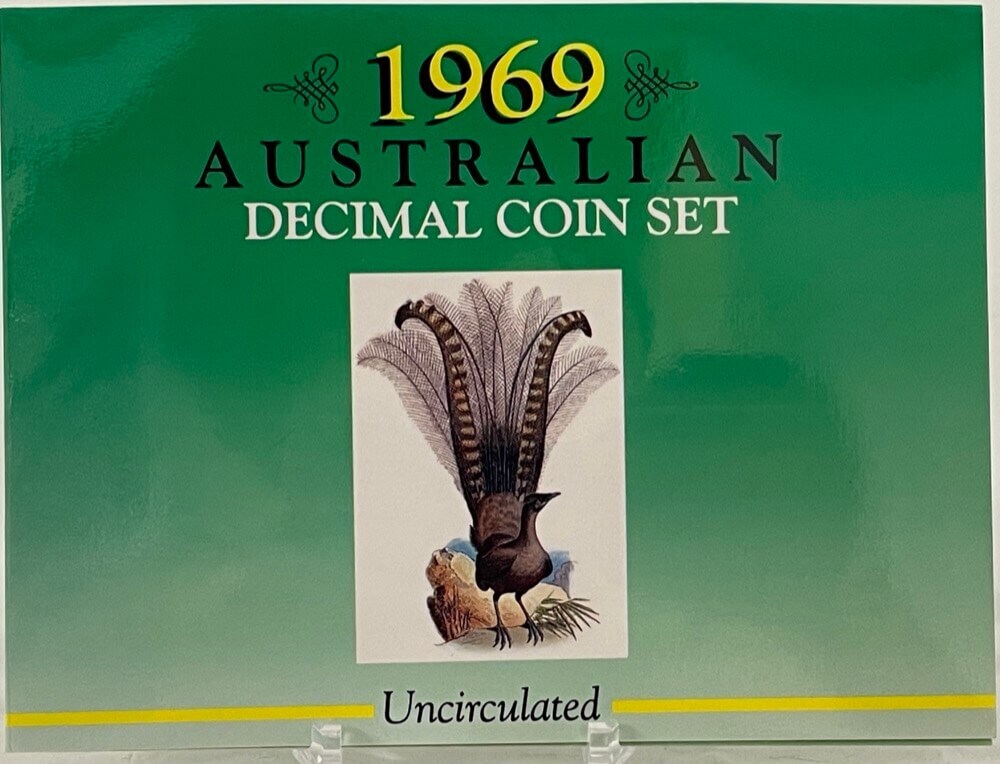 1969
AUSTRALIAN
DECIMAL COIN SET
Uncirculated